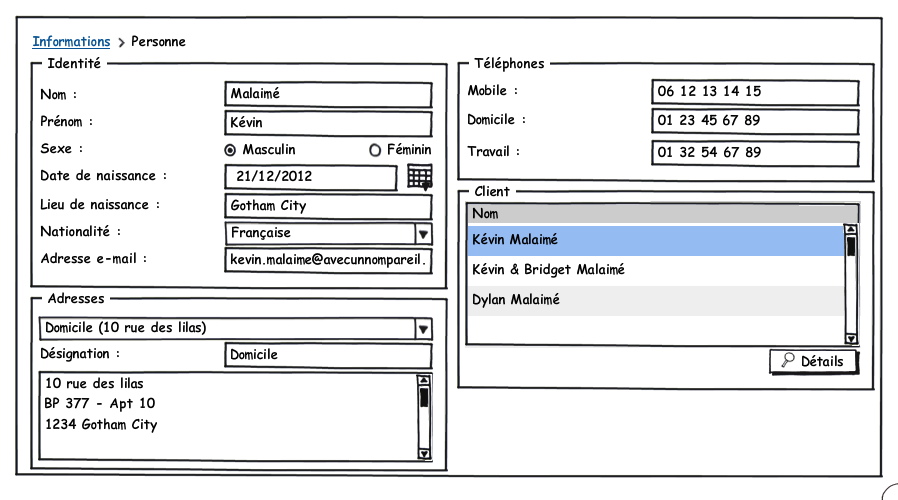 Informations > Personne
Identité
Nom :
Malaimé
Prénom :
Kévin
Sexe :
Masculin
Féminin
Date de naissance :
21/12/2012
Lieu de naissance :
Gotham City
Nationalité :
Française
Adresse e-mail :
kevin.malaime@avecunnompareil.
Adresses
Domicile (10 rue des lilas)
Désignation :
Domicile
10 rue des lilas
BP 377 - Apt 10
1234 Gotham City
Téléphones
Mobile :
06 12 13 14 15
Domicile :
01 23 45 67 89
Travail :
01 32 54 67 89
Client
Nom
Kévin Malaimé
Kévin & Bridget Malaimé
Dylan Malaimé
Détails